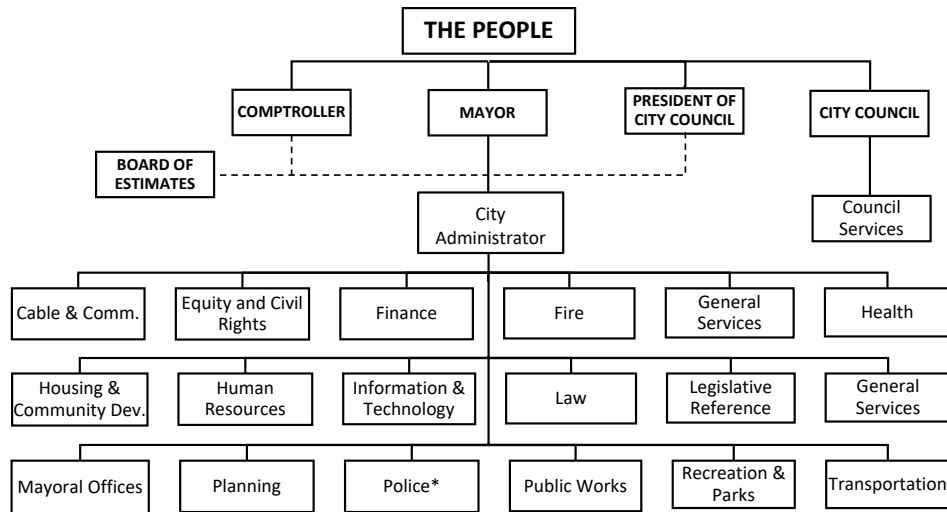 THE PEOPLE
COMPTROLLER
MAYOR
PRESIDENT OF
CITY COUNCIL
CITY COUNCIL
BOARD OF
ESTIMATES
City
Administrator
Council
Services
Cable & Comm.
Equity and Civil
Rights
Finance
Fire
General
Services
Health
Housing &
Community Dev.
Human
Resources
Information &
Technology
Law
Legislative
Reference
General
Services
Mayoral Offices
Planning
Police*
Public Works
Recreation &
Parks
Transportation